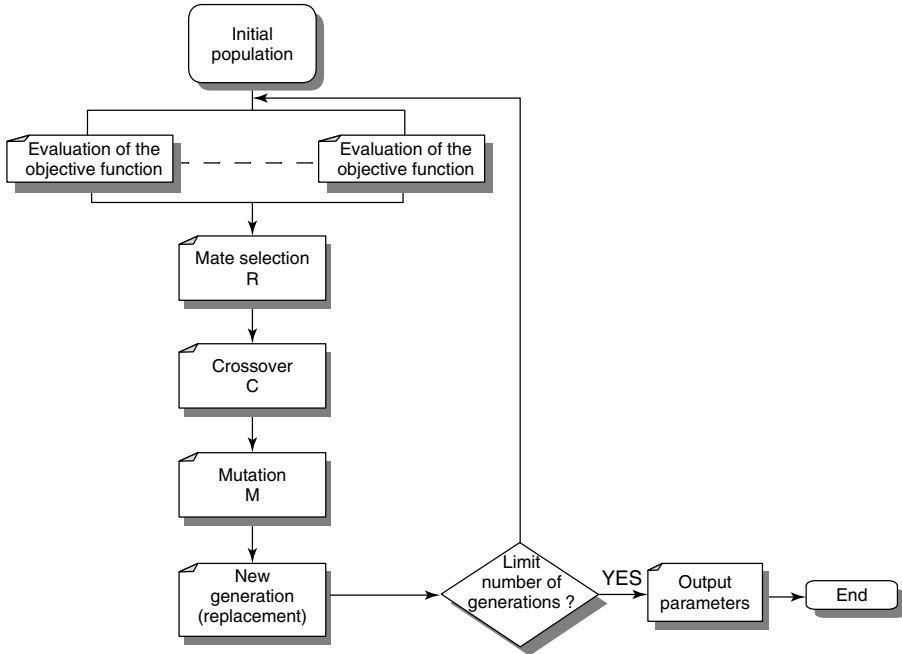 Initial
population
Evaluation of the
objective function
Evaluation of the
objective function
Mate selection
R
Crossover
C
Mutation
M
New
generation
(replacement)
Limit
number of
generations ?
YES
Output
parameters
End